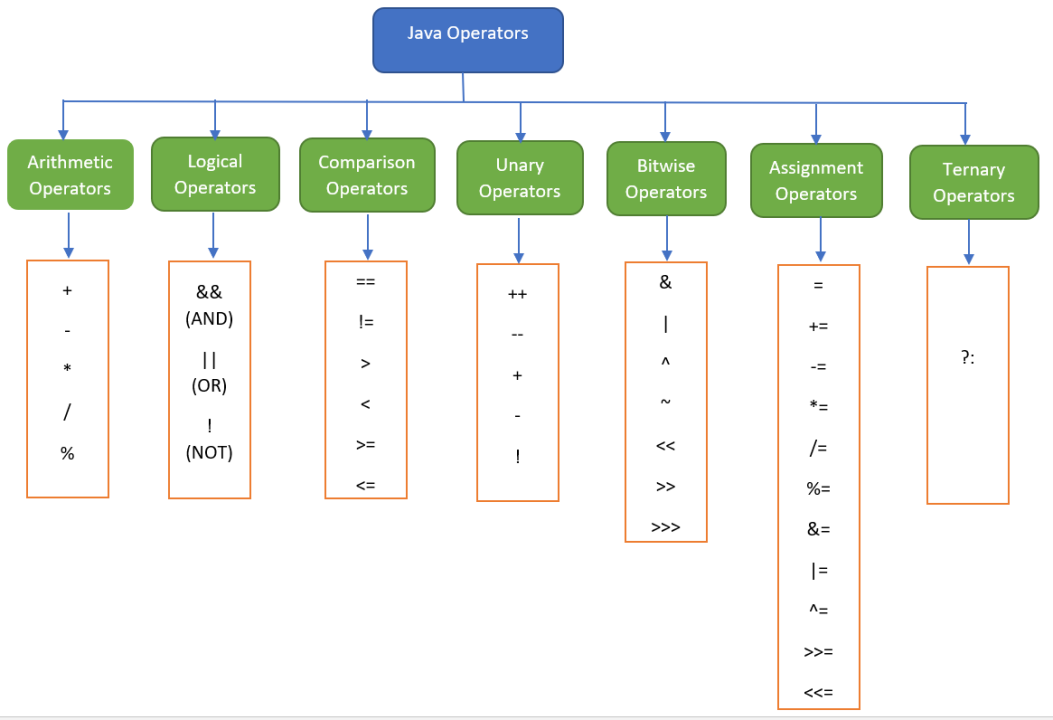 Java Operators
Arithmetic
Operators
Logical
Operators
Comparison
Operators
Unary
Operators
Bitwise
Operators
Assignment
Operators
Ternary
Operators
+
-
*
/
%
&&
(AND)
||
(OR)
!
(NOT)
==
!=
>
<
>=
<=
++
--
+
-
!
&
|
^
~
<<
>>
>>>
=
+=
-=
*=
/=
%=
&=
|=
^=
>>=
<<=
?: